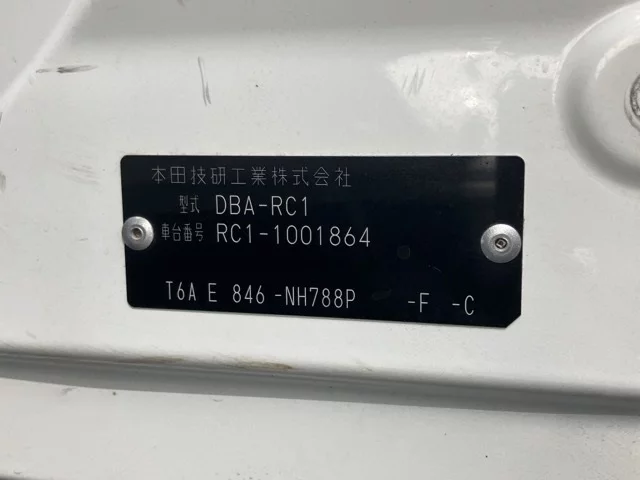 本田技研工業株式会社
型式 DBA-RC1
車台番号 RC1-1001864
T6A E 846-NH788P -F -C